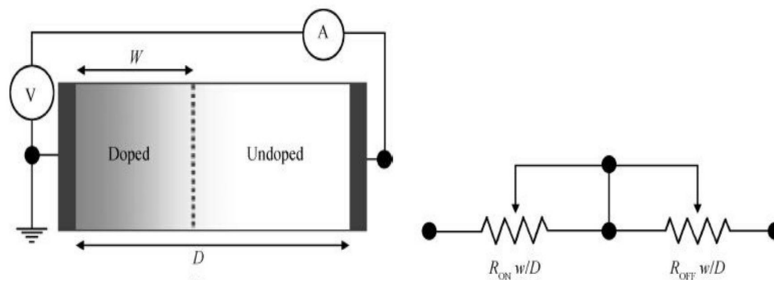 A
W
V
Doped
Undoped
D
R_ON w/D
R_OFF w/D